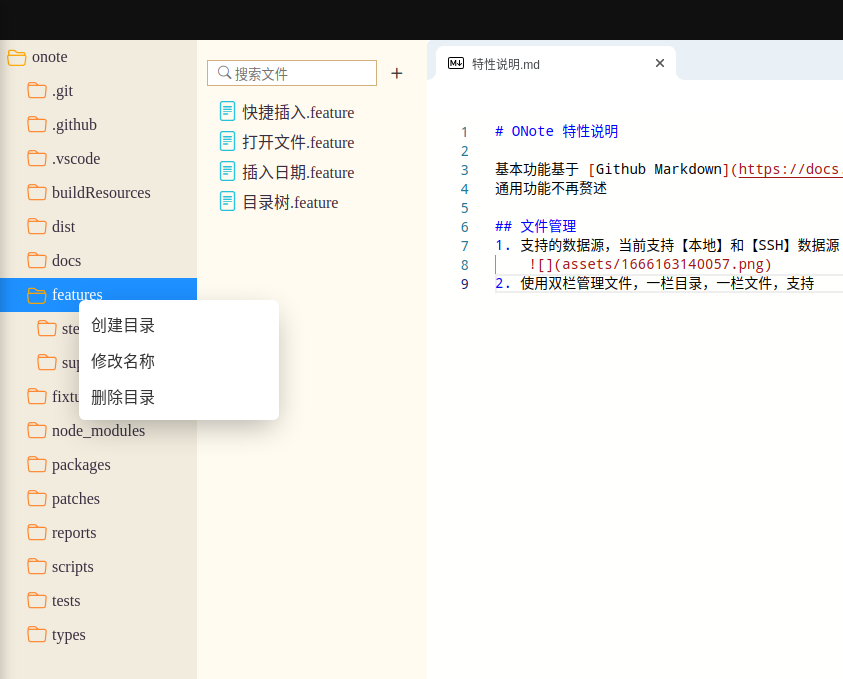 onote
.git
.github
.vscode
buildResources
dist
docs
features
创建目录
修改名称
删除目录
node_modules
packages
patches
reports
scripts
tests
types
搜索文件 +
快捷插入.feature
打开文件.feature
插入日期.feature
目录树.feature
特性说明.md
1 # ONote 特性说明
2
3 基本功能基于 [Github Markdown](https://docs.
4 通用功能不再赘述
5
6 ## 文件管理
7 1. 支持的数据源，当前支持【本地】和【SSH】数据源
8 ![](assets/1666163140057.png)
9 2. 使用双栏管理文件，一栏目录，一栏文件，支持